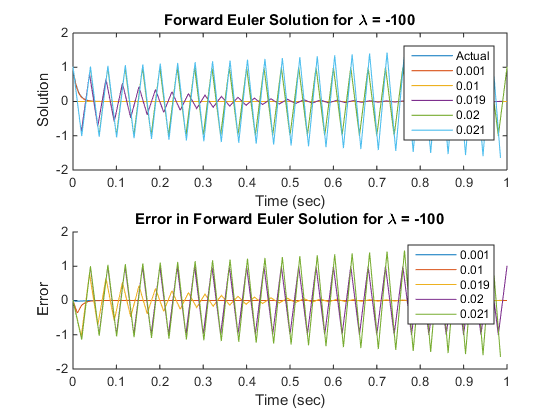 Forward Euler Solution for λ = -100
2
1
0
-1
-2
Solution
Actual
0.001
0.01
0.019
0.02
0.021
0 0.1 0.2 0.3 0.4 0.5 0.6 0.7 0.8 0.9 1
Time (sec)
Error in Forward Euler Solution for λ = -100
2
1
0
-1
-2
Error
0.001
0.01
0.019
0.02
0.021
0 0.1 0.2 0.3 0.4 0.5 0.6 0.7 0.8 0.9 1
Time (sec)